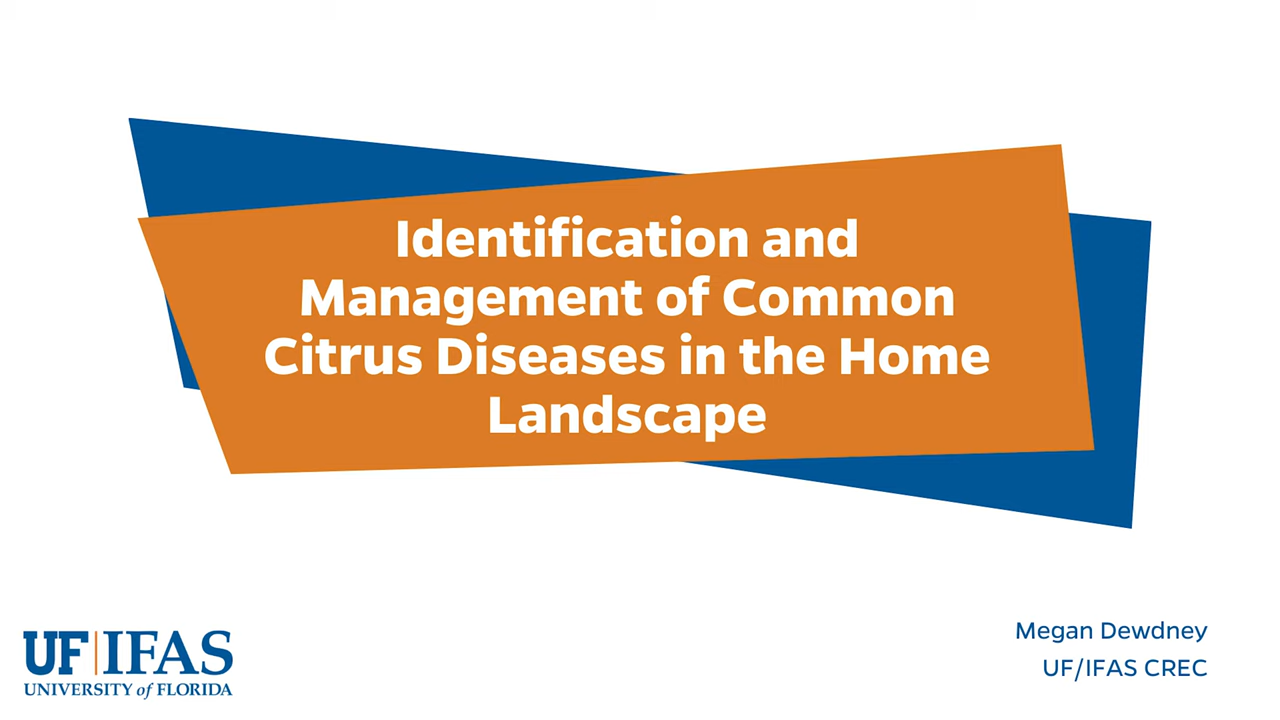 Identification and
Management of Common
Citrus Diseases in the Home
Landscape
UF|IFAS
UNIVERSITY of FLORIDA
Megan Dewdney
UF/IFAS CREC